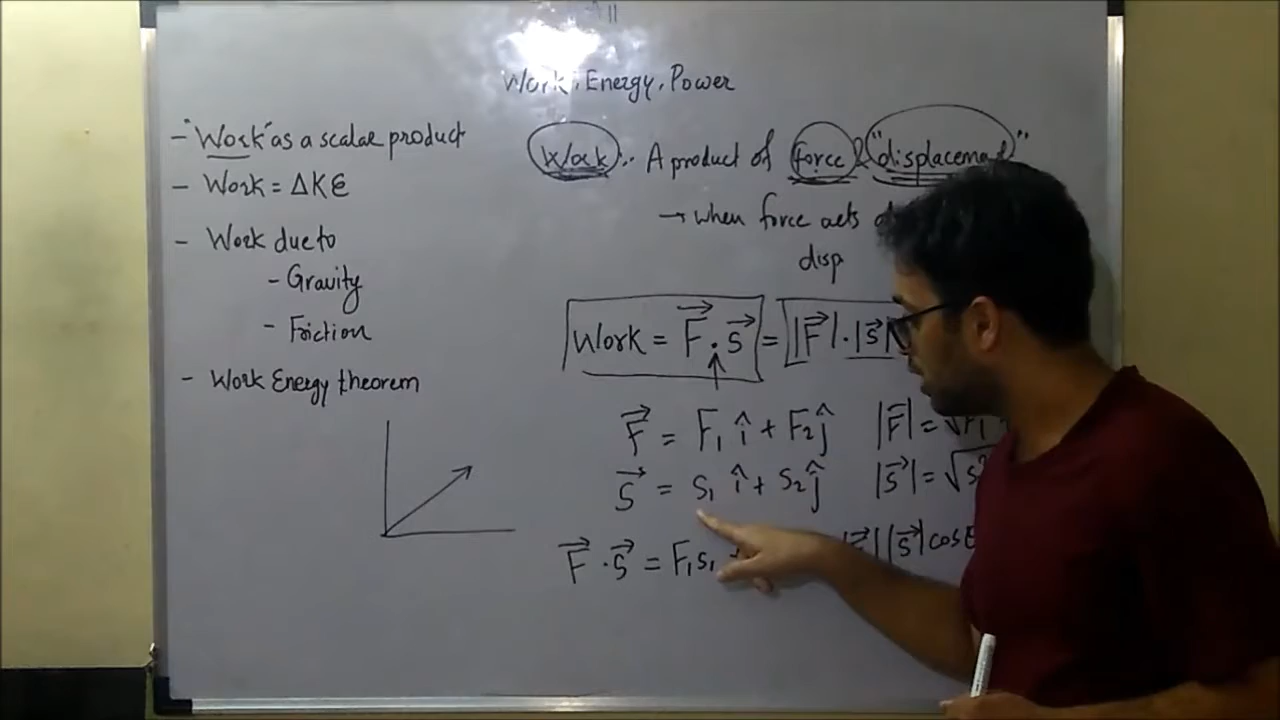 Work, Energy, Power
- "Work" as a scalar product
- Work = ΔKE
- Work due to
- Gravity
- Friction
- Work Energy theorem
Work :- A product of force & "displacement"
→ when force acts
disp
Work = F⃗ . s⃗ = |F⃗| . |s⃗|
F⃗ = F₁ î + F₂ ĵ |F⃗| = √F₁
s⃗ = s₁ î + s₂ ĵ |s⃗| = √s
F⃗ . s⃗ = F₁s₁ |F⃗| |s⃗| cos